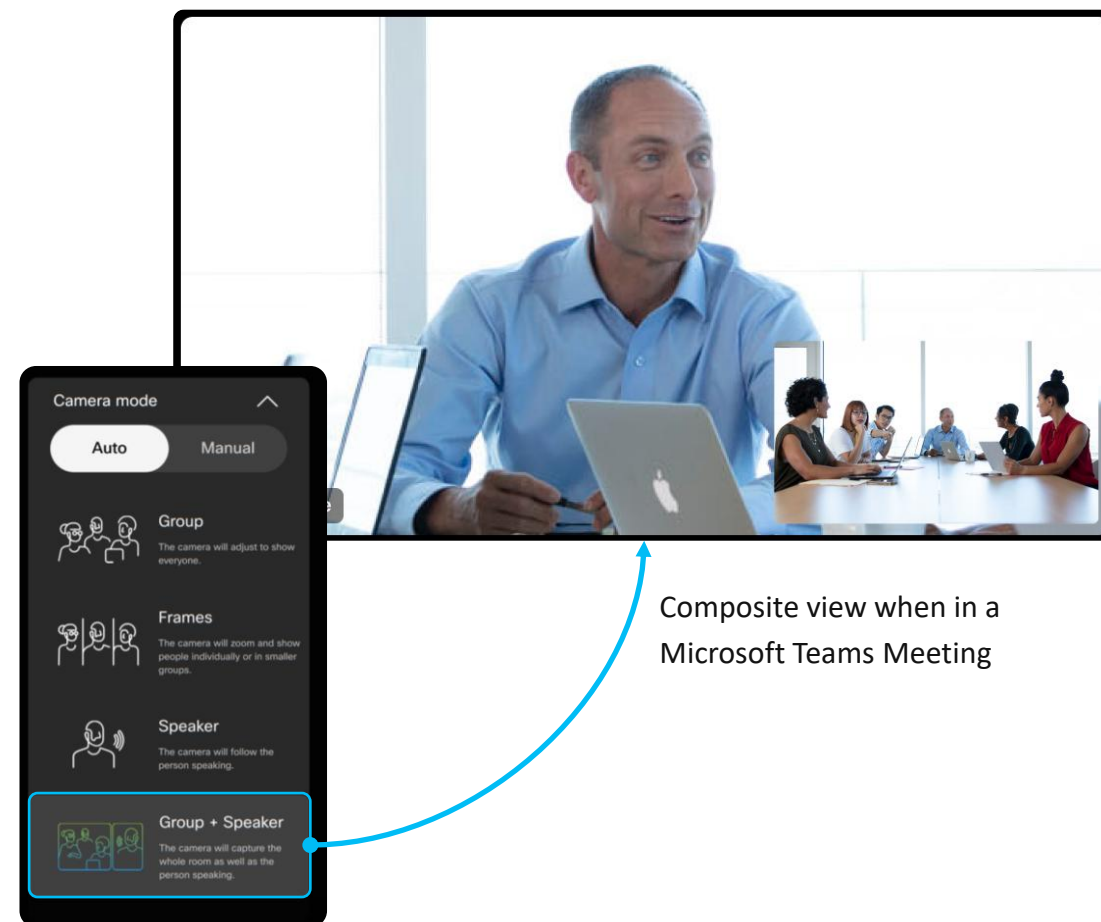 Camera mode
Auto
Manual
Group
The camera will adjust to show
everyone.
Frames
The camera will zoom and show
people individually or in smaller
groups.
Speaker
The camera will follow the
person speaking.
Group + Speaker
The camera will capture the
whole room as well as the
person speaking.
e
Composite view when in a
Microsoft Teams Meeting